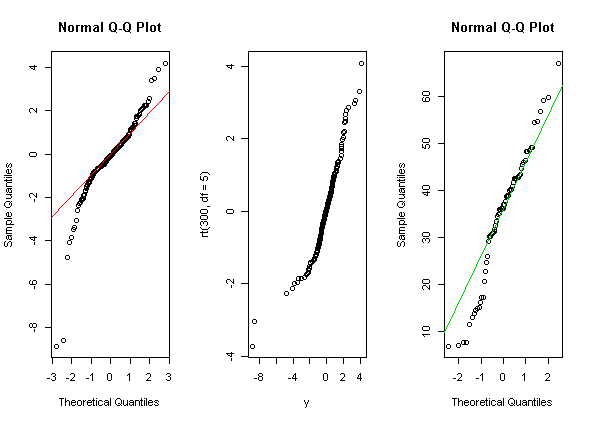 Normal Q-Q Plot
Sample Quantiles
4
2
0
-2
-4
-6
-8
-3 -2 -1 0 1 2 3
Theoretical Quantiles
rt(300, df = 5)
4
2
0
-2
-4
-8 -4 0 2 4
y
Normal Q-Q Plot
Sample Quantiles
60
50
40
30
20
10
-2 -1 0 1 2
Theoretical Quantiles